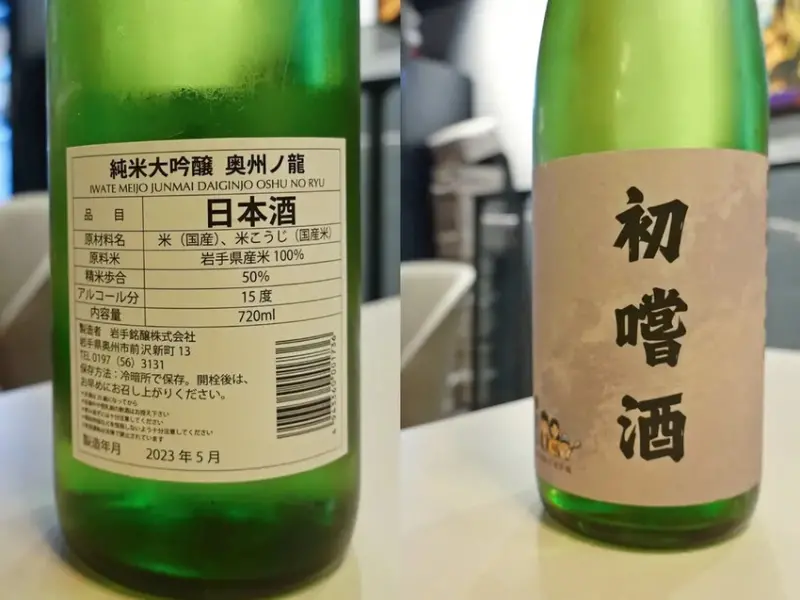 純米大吟醸 奥州ノ龍
IWATE MEIJO JUNMAI DAIGINJO OSHU NO RYU
品 目 日本酒
原材料名 米（国産）、米こうじ（国産米）
原料米 岩手県産米100%
精米歩合 50%
アルコール分 15度
内容量 720ml
製造者 岩手銘醸株式会社
岩手県奥州市前沢新町13
TEL 0197（56）3131
保存方法：冷暗所で保存。開栓後は、
お早めにお召し上がりください。
製造年月 2023年5月
初嚐酒